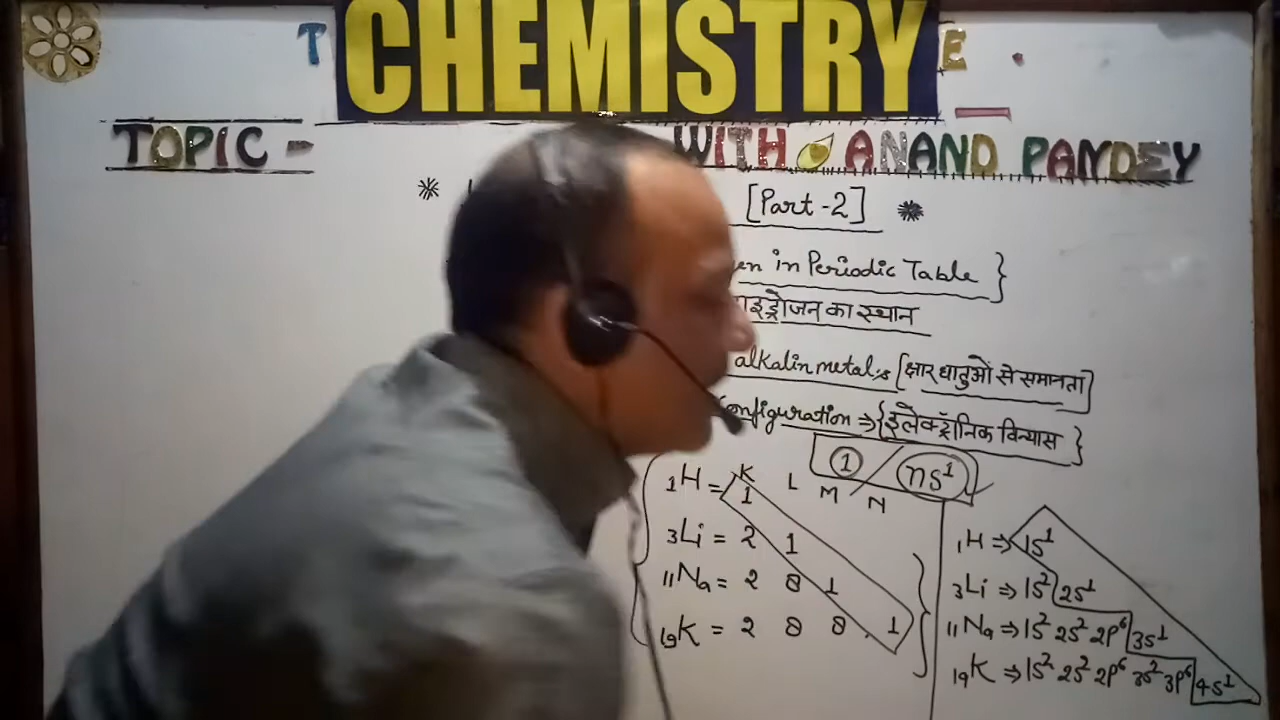 T CHEMISTRY E .
TOPIC - WITH ANAND PANDEY
* [Part -2] *
in Periodic Table }
का स्थान
alkalin metals [क्षार धातुओं से समानता]
⇒ {इलेक्ट्रॉनिक विन्यास }
1 / ns¹
K L M N
₁H = 1
₃Li = 2 1
₁₁Na = 2 8 1
₁₉K = 2 8 8 1
₁H ⇒ 1s¹
₃Li ⇒ 1s² 2s¹
₁₁Na ⇒ 1s² 2s² 2p⁶ 3s¹
₁₉K ⇒ 1s² 2s² 2p⁶ 3s² 3p⁶ 4s¹